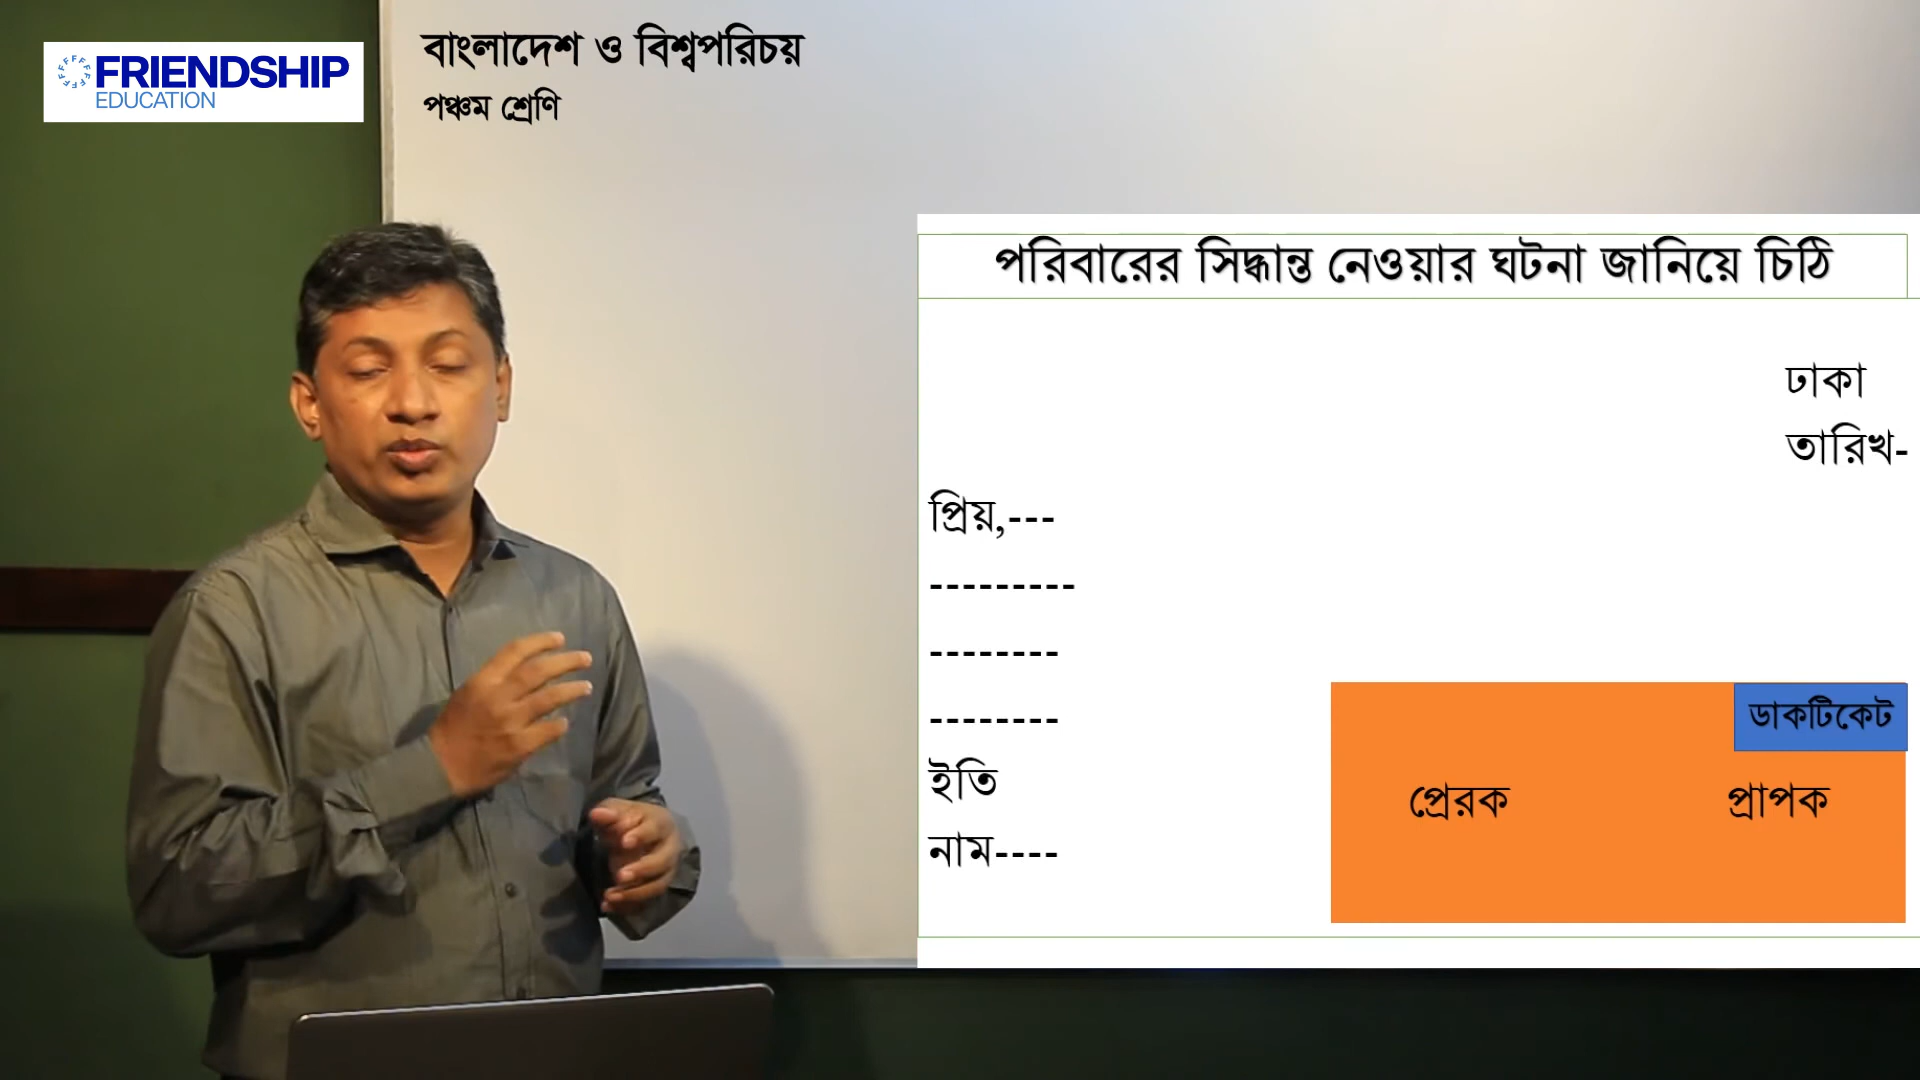 FRIENDSHIP
EDUCATION
বাংলাদেশ ও বিশ্বপরিচয়
পঞ্চম শ্রেণি
পরিবারের সিদ্ধান্ত নেওয়ার ঘটনা জানিয়ে চিঠি
ঢাকা
তারিখ-
প্রিয়,---
---------
--------
--------
ইতি
নাম----
ডাকটিকেট
প্রেরক প্রাপক